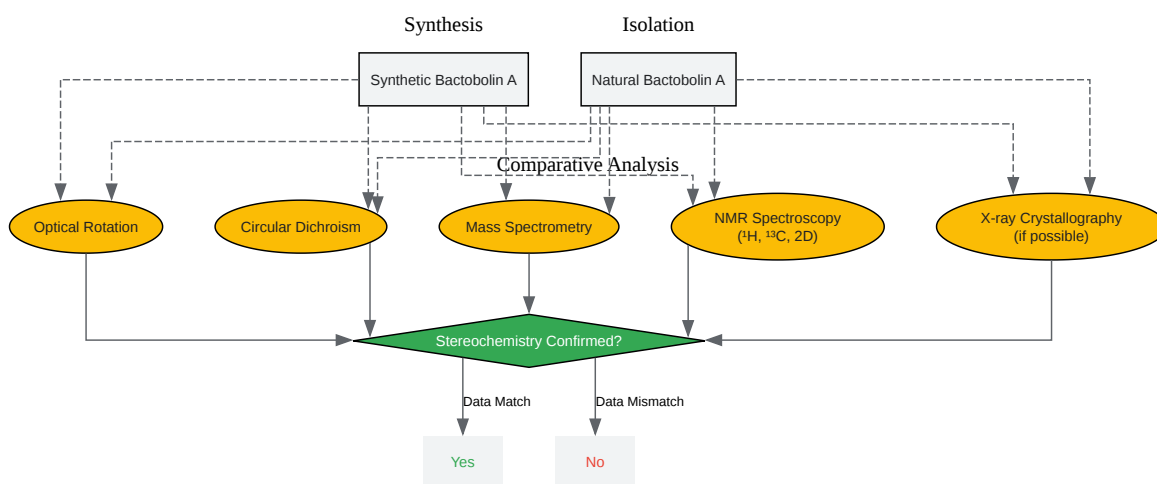 Synthesis
Isolation
Synthetic Bactobolin A
Natural Bactobolin A
Comparative Analysis
Optical Rotation
Circular Dichroism
Mass Spectrometry
NMR Spectroscopy
(¹H, ¹³C, 2D)
X-ray Crystallography
(if possible)
Stereochemistry Confirmed?
Data Match
Data Mismatch
Yes
No